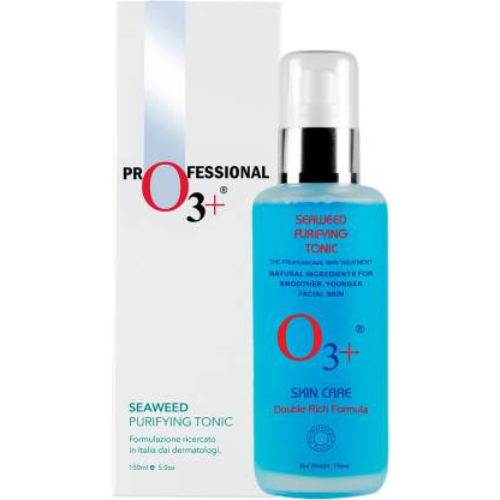 PROFESSIONAL
O3+®
SEAWEED
PURIFYING TONIC
Formulazione ricercato
in Italia dai dermatologi.
150ml e 5.0oz
SEAWEED
PURIFYING
TONIC
THE PROFESSIONAL SKIN TREATMENT
NATURAL INGREDIENTS FOR
SMOOTHER, YOUNGER
FACIAL SKIN
O3+®
SKIN CARE
Double Rich Formula